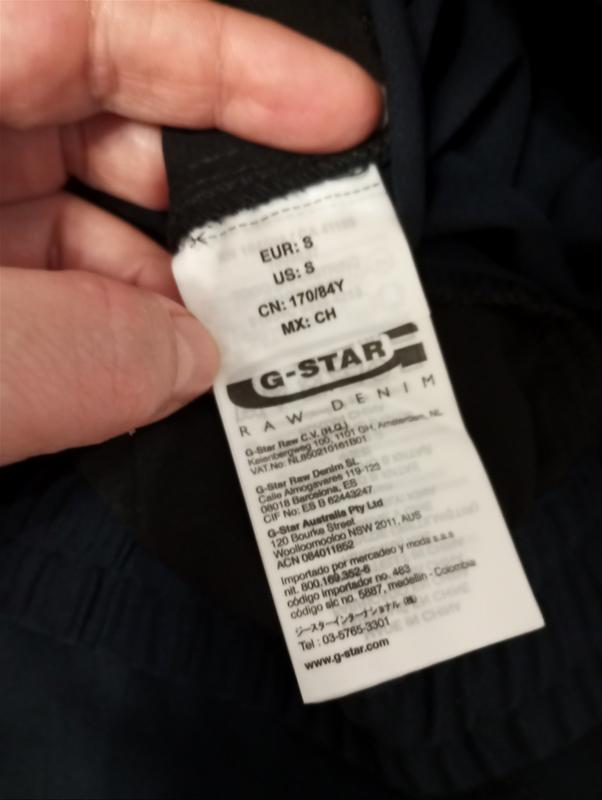 EUR: S
US: S
CN: 170/84Y
MX: CH
G-STAR
RAW DENIM
G-Star Raw C.V. (H.Q.)
Keienbergweg 100, 1101 GH, Amsterdam, NL
VAT.No: NL850210161B01
G-Star Raw Denim SL
Calle Almogavares 119-123
08018 Barcelona, ES
CIF No: ES B 62443247
G-Star Australia Pty Ltd
120 Bourke Street
Woolloomooloo NSW 2011, AUS
ACN 084011852
Importado por mercadeo y moda s.a.s
nit. 800.169.352-6
código importador no. 463
código sic no. 5887, medellin - Colombia
ジースターインターナショナル (株)
Tel : 03-5765-3301
www.g-star.com